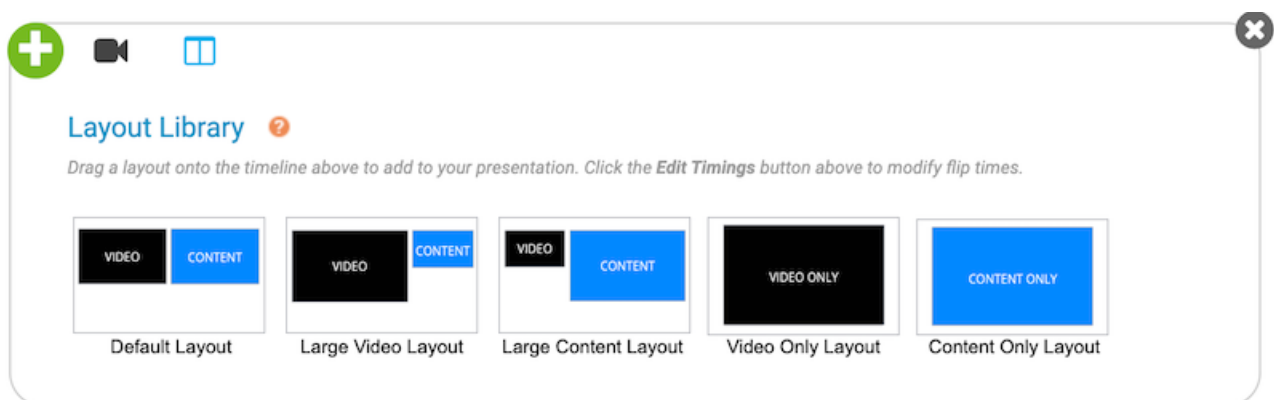 Layout Library ?
Drag a layout onto the timeline above to add to your presentation. Click the Edit Timings button above to modify flip times.
VIDEO CONTENT
VIDEO CONTENT
VIDEO CONTENT
VIDEO ONLY
CONTENT ONLY
Default Layout
Large Video Layout
Large Content Layout
Video Only Layout
Content Only Layout